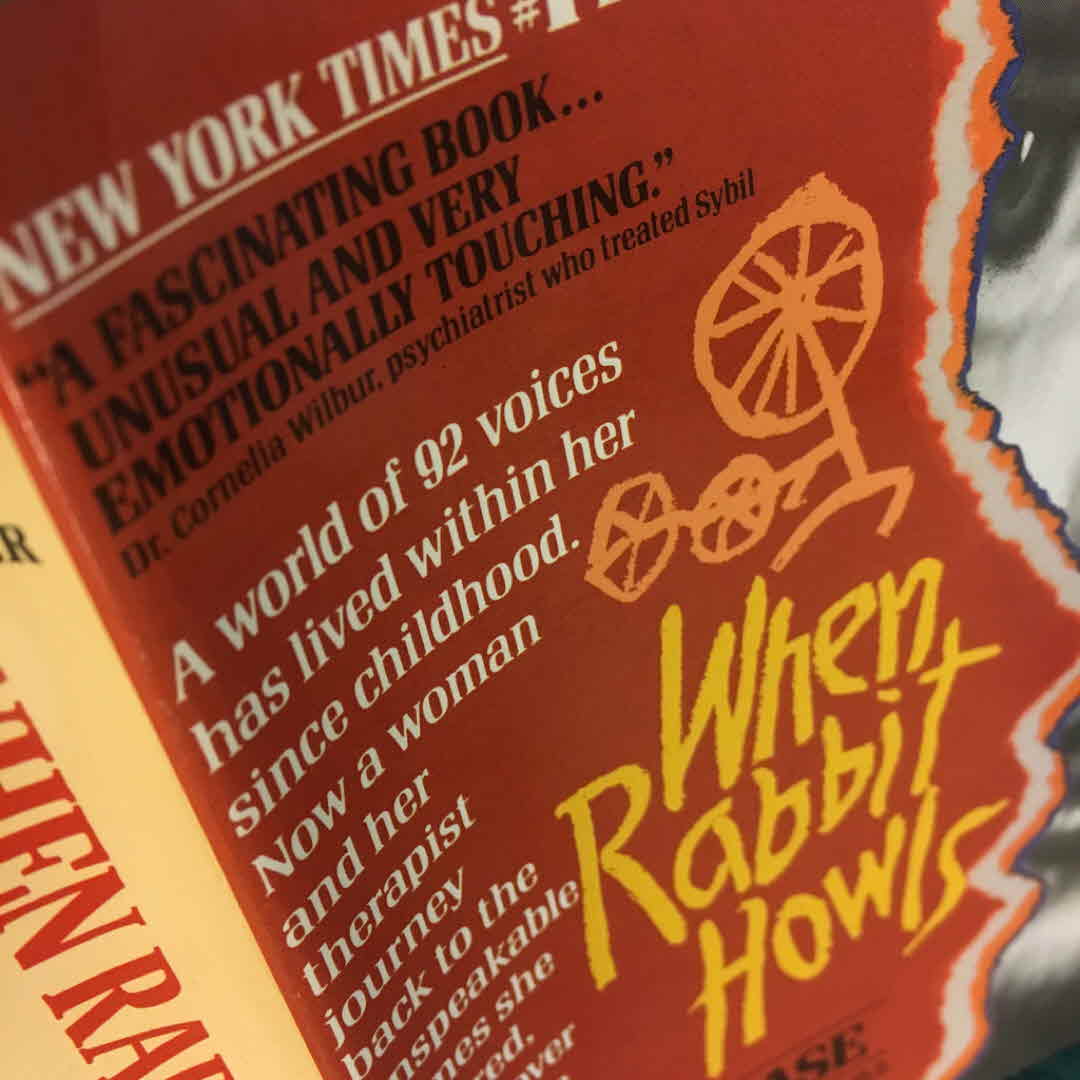 NEW YORK TIMES #1
"A FASCINATING BOOK...
UNUSUAL AND VERY
EMOTIONALLY TOUCHING."
Dr. Cornelia Wilbur, psychiatrist who treated Sybil
A world of 92 voices
has lived within her
since childhood.
Now a woman
and her
therapist
journey
back to the
When
Rabbit
Howls